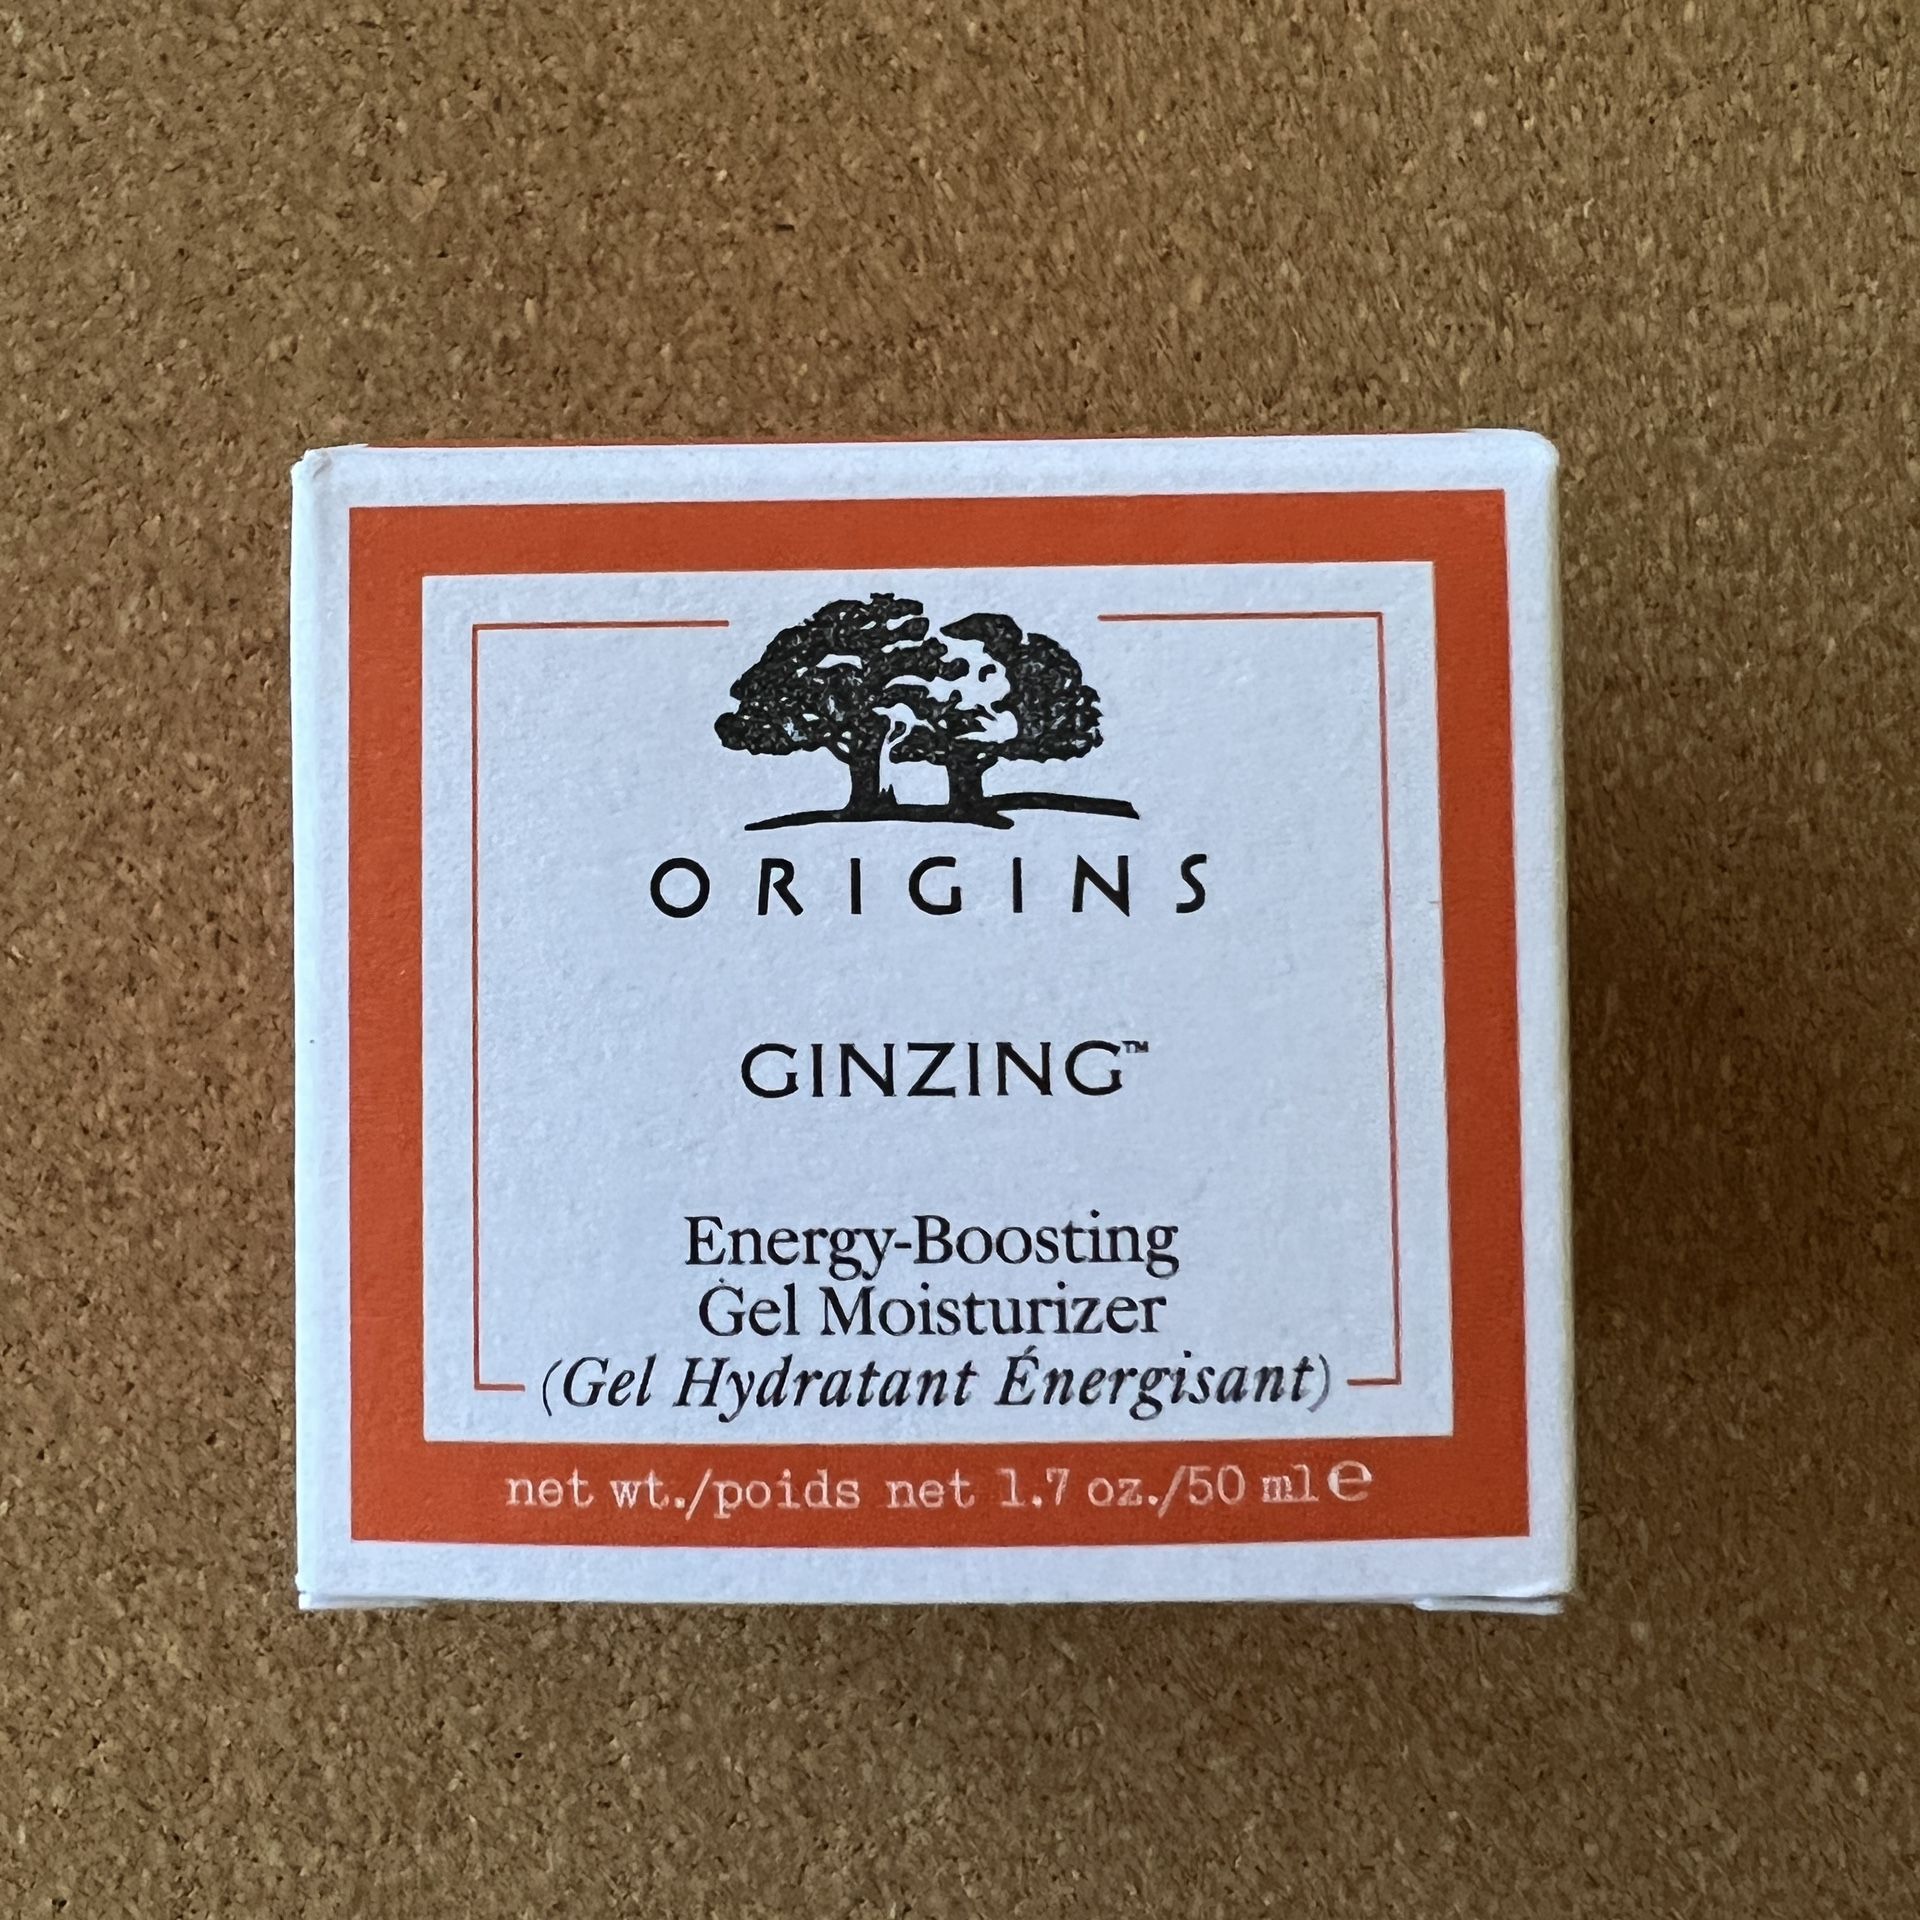 ORIGINS
GINZING™
Energy-Boosting
Gel Moisturizer
(Gel Hydratant Énergisant)
net wt./poids net 1.7 oz./50 ml ℮